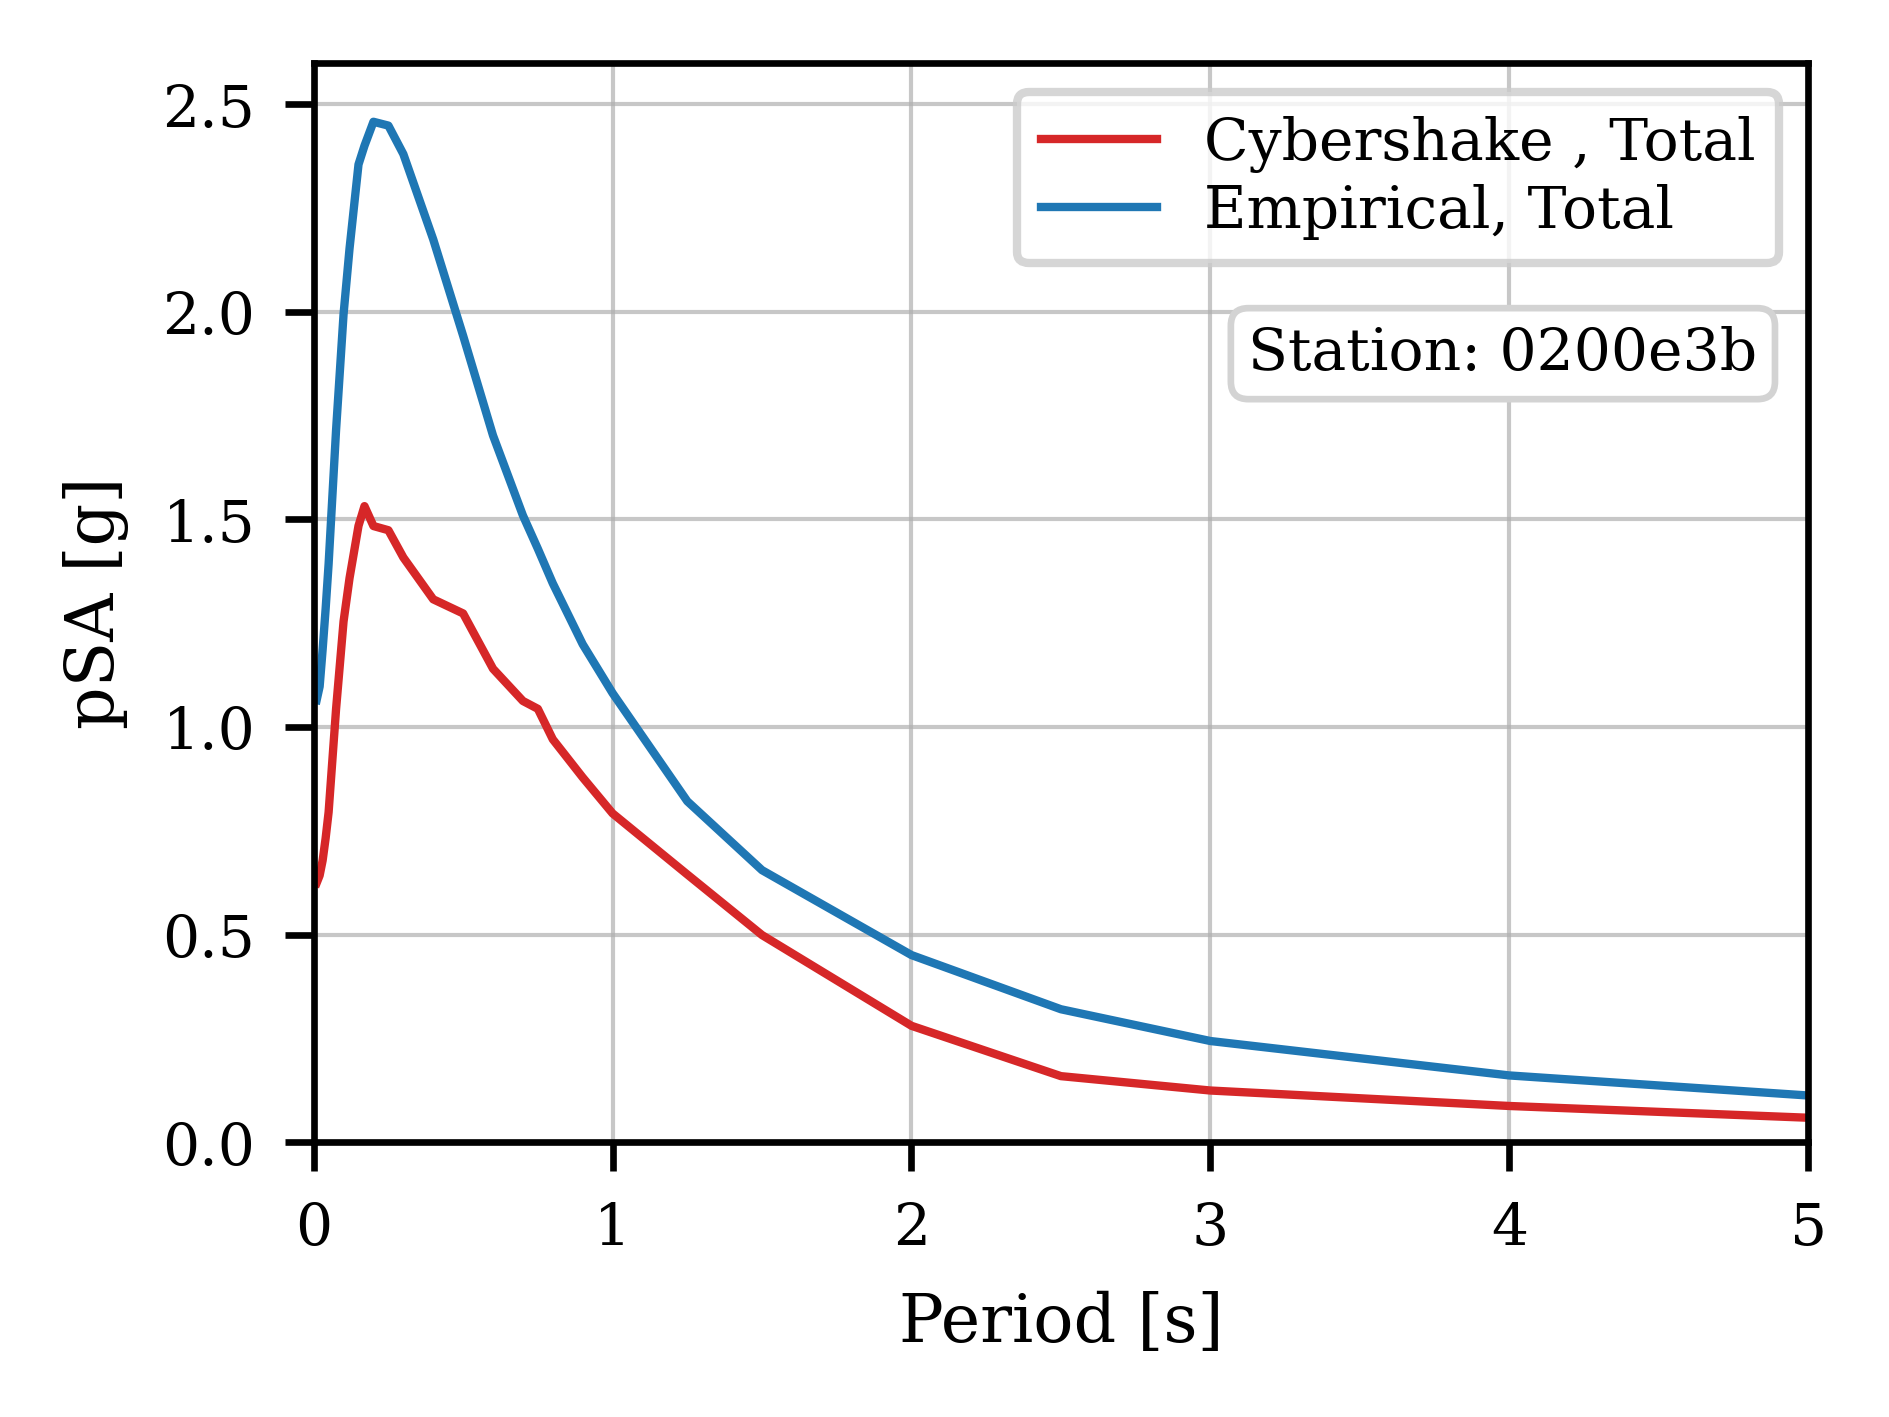 2.5
2.0
1.5
1.0
0.5
0.0
pSA [g]
Cybershake , Total
Empirical, Total
Station: 0200e3b
0 1 2 3 4 5
Period [s]